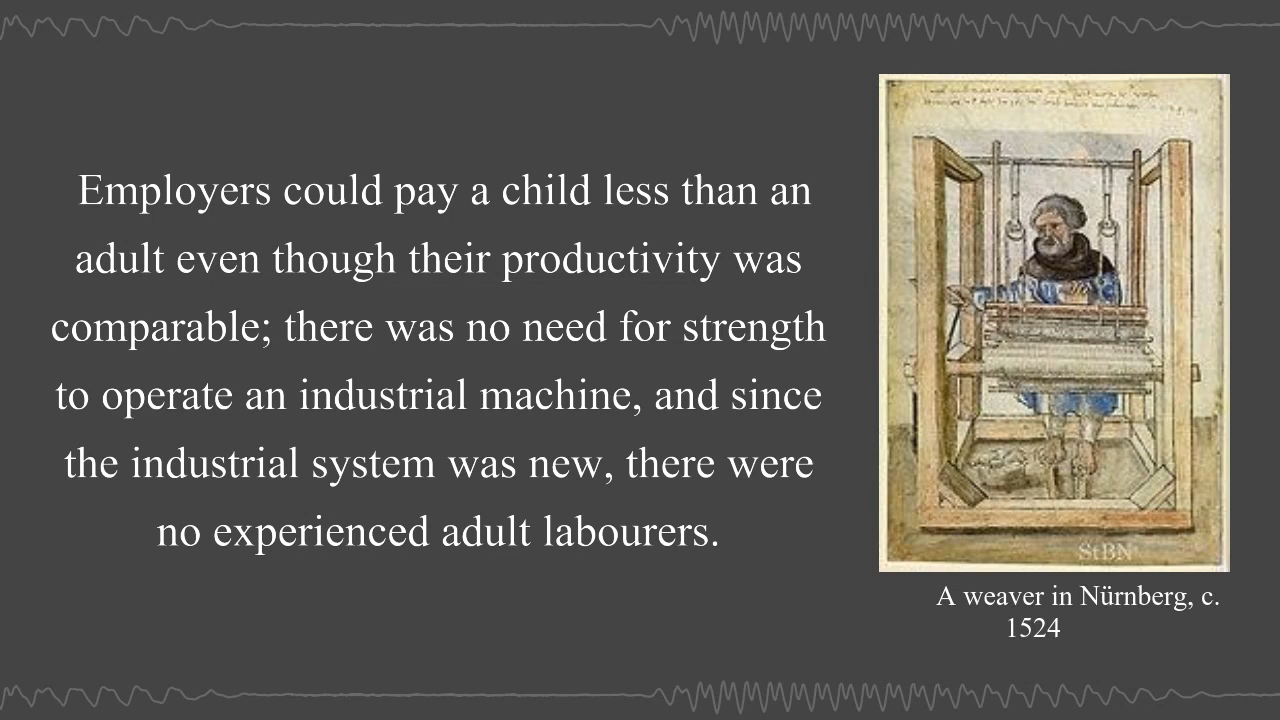 Employers could pay a child less than an
adult even though their productivity was
comparable; there was no need for strength
to operate an industrial machine, and since
the industrial system was new, there were
no experienced adult labourers.
StBN
A weaver in Nürnberg, c.
1524